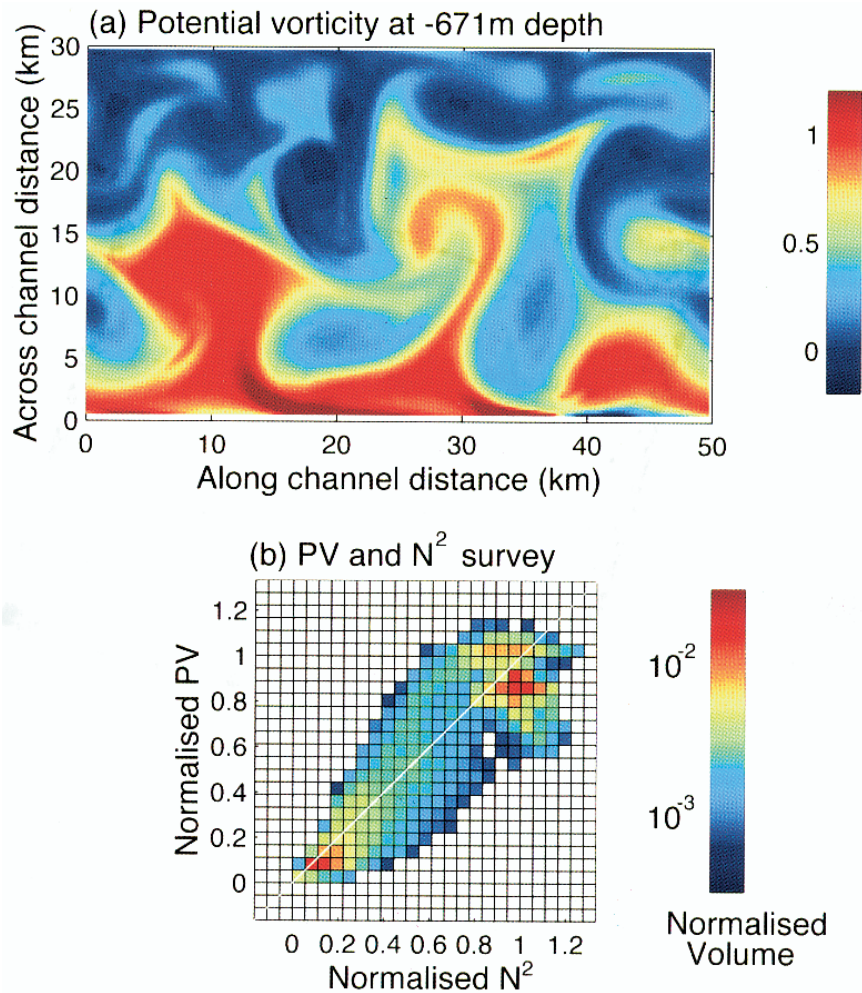 (a) Potential vorticity at -671m depth
Across channel distance (km)
30
25
20
15
10
5
0
0 10 20 30 40 50
Along channel distance (km)
1
0.5
0
(b) PV and N² survey
Normalised PV
1.2
1
0.8
0.6
0.4
0.2
0
0 0.2 0.4 0.6 0.8 1 1.2
Normalised N²
10⁻²
10⁻³
Normalised
Volume